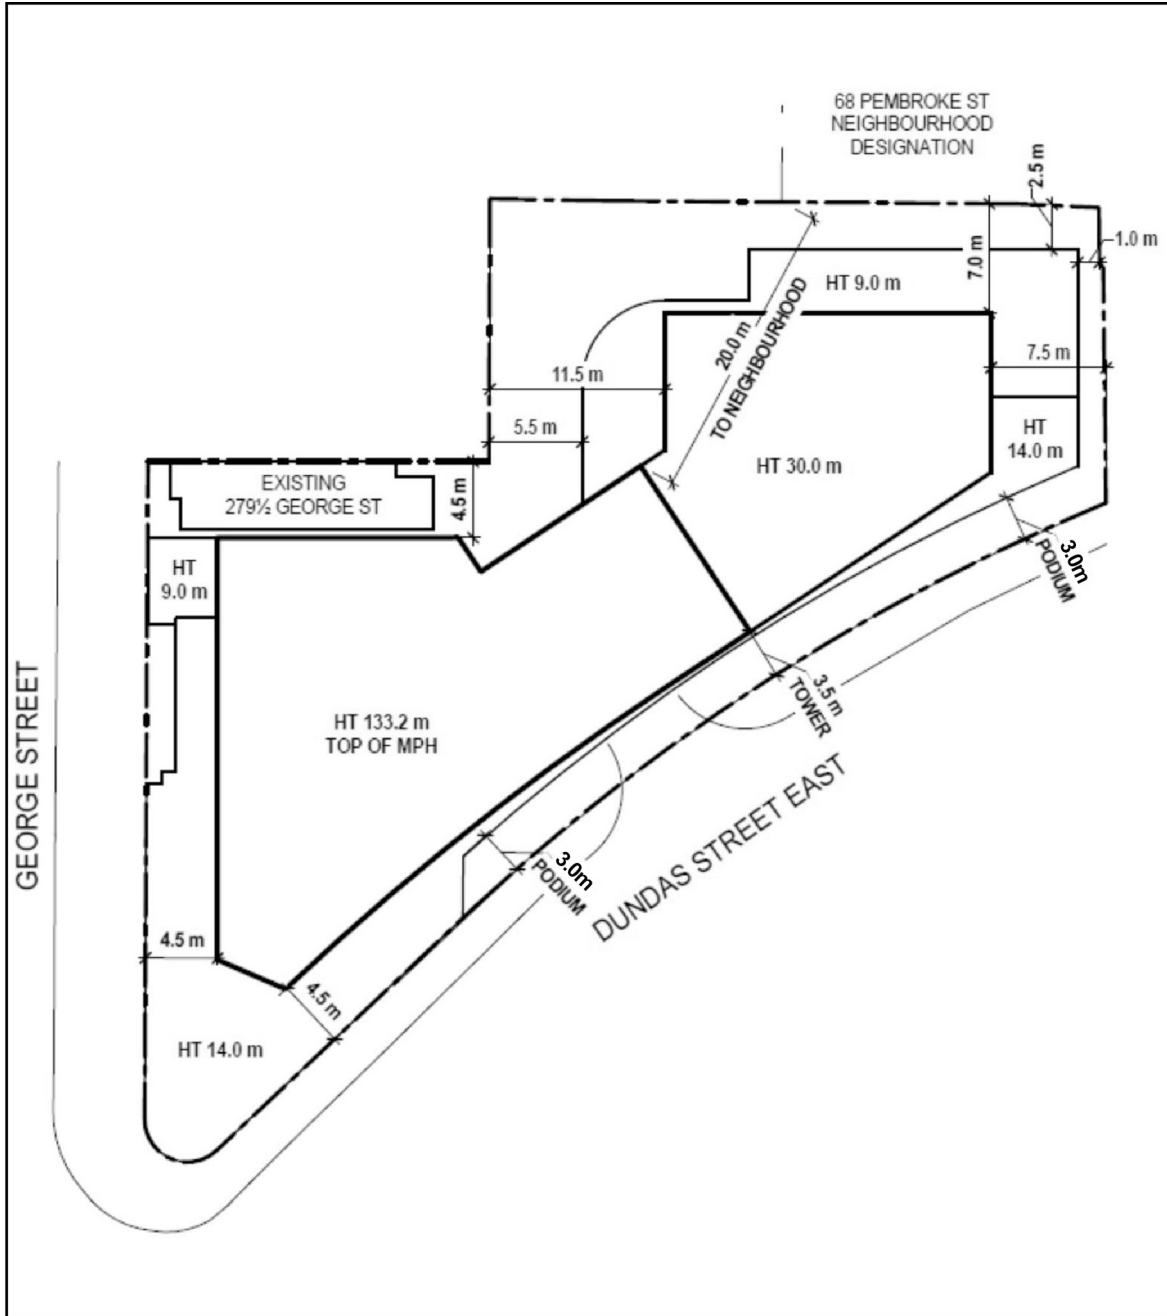 68 PEMBROKE ST
NEIGHBOURHOOD
DESIGNATION
2.5 m
1.0 m
7.0 m
HT 9.0 m
20.0 m
TO NEIGHBOURHOOD
7.5 m
11.5 m
5.5 m
HT
14.0 m
HT 30.0 m
EXISTING
279½ GEORGE ST
4.5 m
HT
9.0 m
3.0m
PODIUM
3.5 m
TOWER
HT 133.2 m
TOP OF MPH
GEORGE STREET
DUNDAS STREET EAST
3.0m
PODIUM
4.5 m
4.5 m
HT 14.0 m